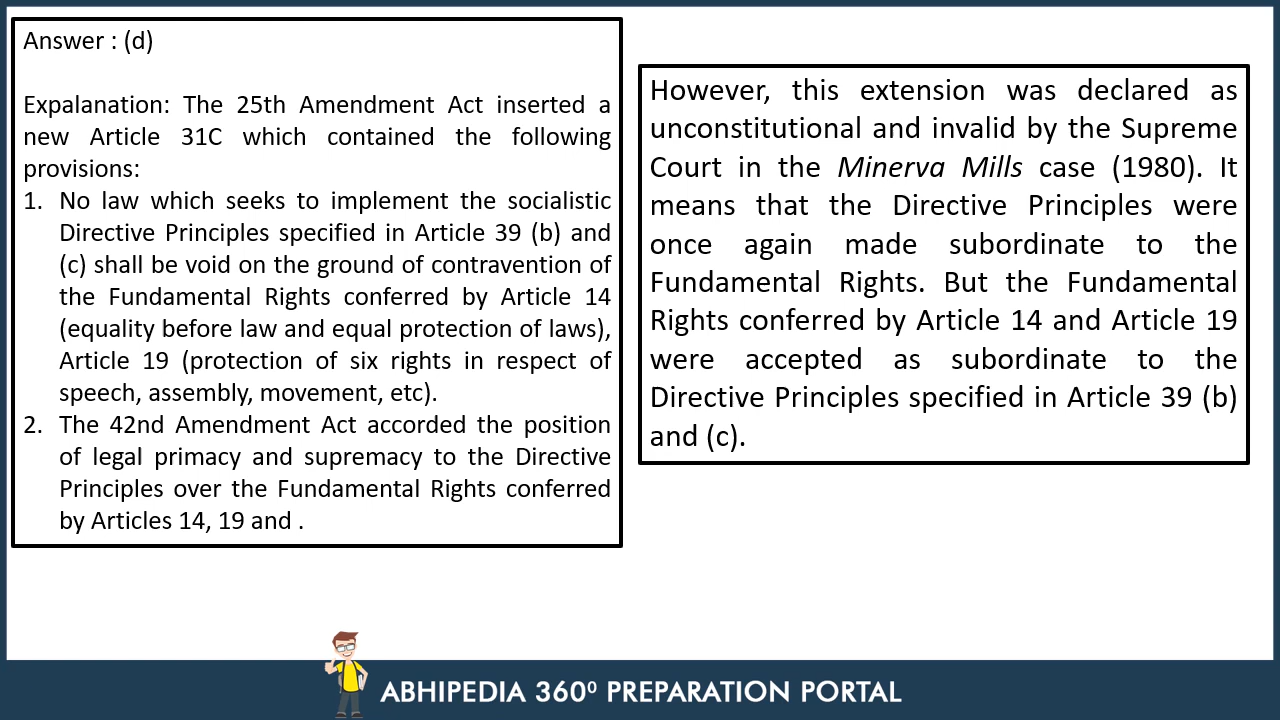 Answer : (d)
Expalanation: The 25th Amendment Act inserted a
new Article 31C which contained the following
provisions:
1. No law which seeks to implement the socialistic
Directive Principles specified in Article 39 (b) and
(c) shall be void on the ground of contravention of
the Fundamental Rights conferred by Article 14
(equality before law and equal protection of laws),
Article 19 (protection of six rights in respect of
speech, assembly, movement, etc).
2. The 42nd Amendment Act accorded the position
of legal primacy and supremacy to the Directive
Principles over the Fundamental Rights conferred
by Articles 14, 19 and .
However, this extension was declared as
unconstitutional and invalid by the Supreme
Court in the Minerva Mills case (1980). It
means that the Directive Principles were
once again made subordinate to the
Fundamental Rights. But the Fundamental
Rights conferred by Article 14 and Article 19
were accepted as subordinate to the
Directive Principles specified in Article 39 (b)
and (c).
ABHIPEDIA 360⁰ PREPARATION PORTAL